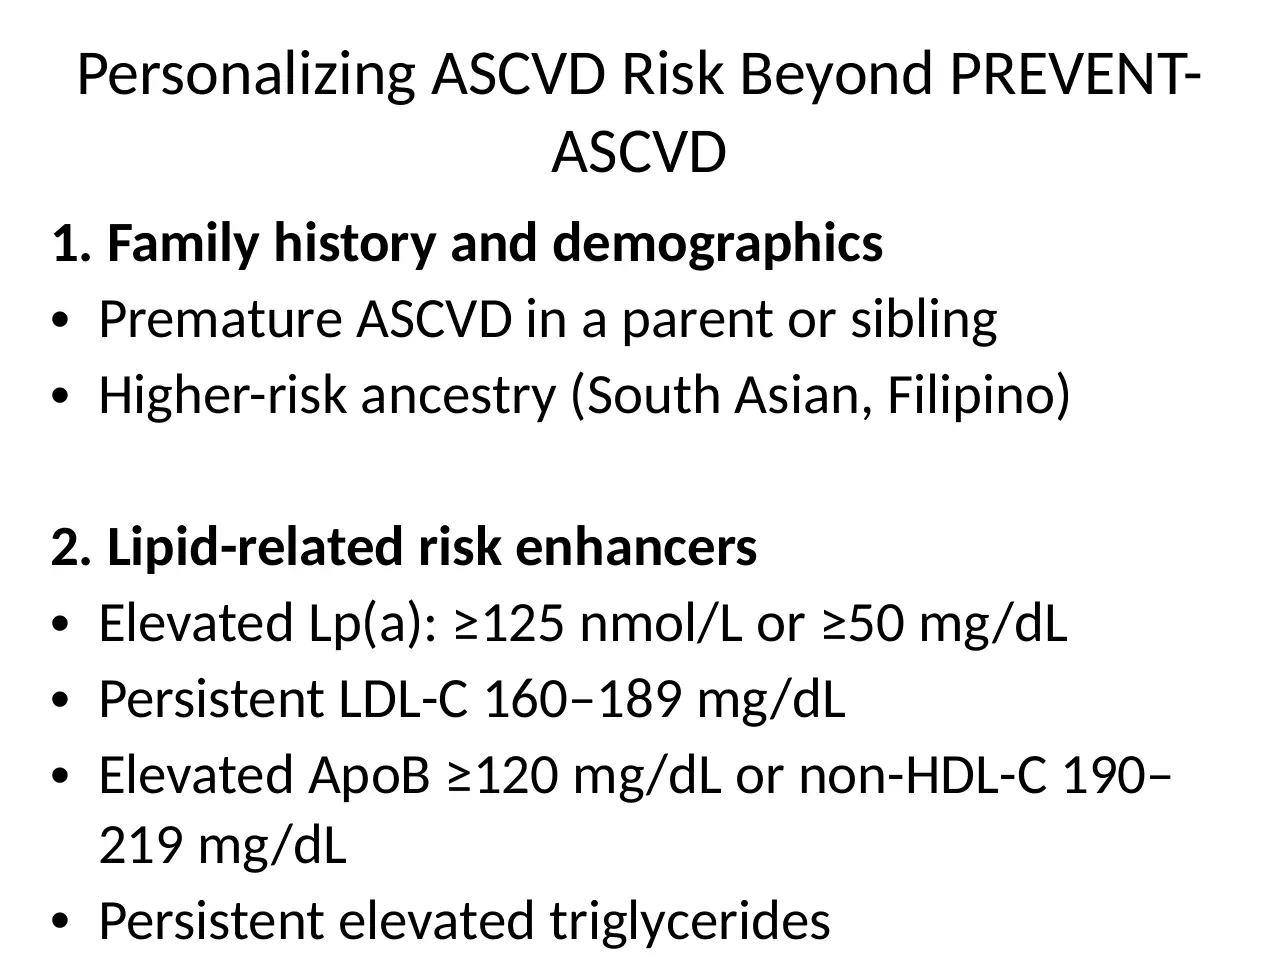 Personalizing ASCVD Risk Beyond PREVENT-
ASCVD
1. Family history and demographics
• Premature ASCVD in a parent or sibling
• Higher-risk ancestry (South Asian, Filipino)
2. Lipid-related risk enhancers
• Elevated Lp(a): ≥125 nmol/L or ≥50 mg/dL
• Persistent LDL-C 160–189 mg/dL
• Elevated ApoB ≥120 mg/dL or non-HDL-C 190–
219 mg/dL
• Persistent elevated triglycerides